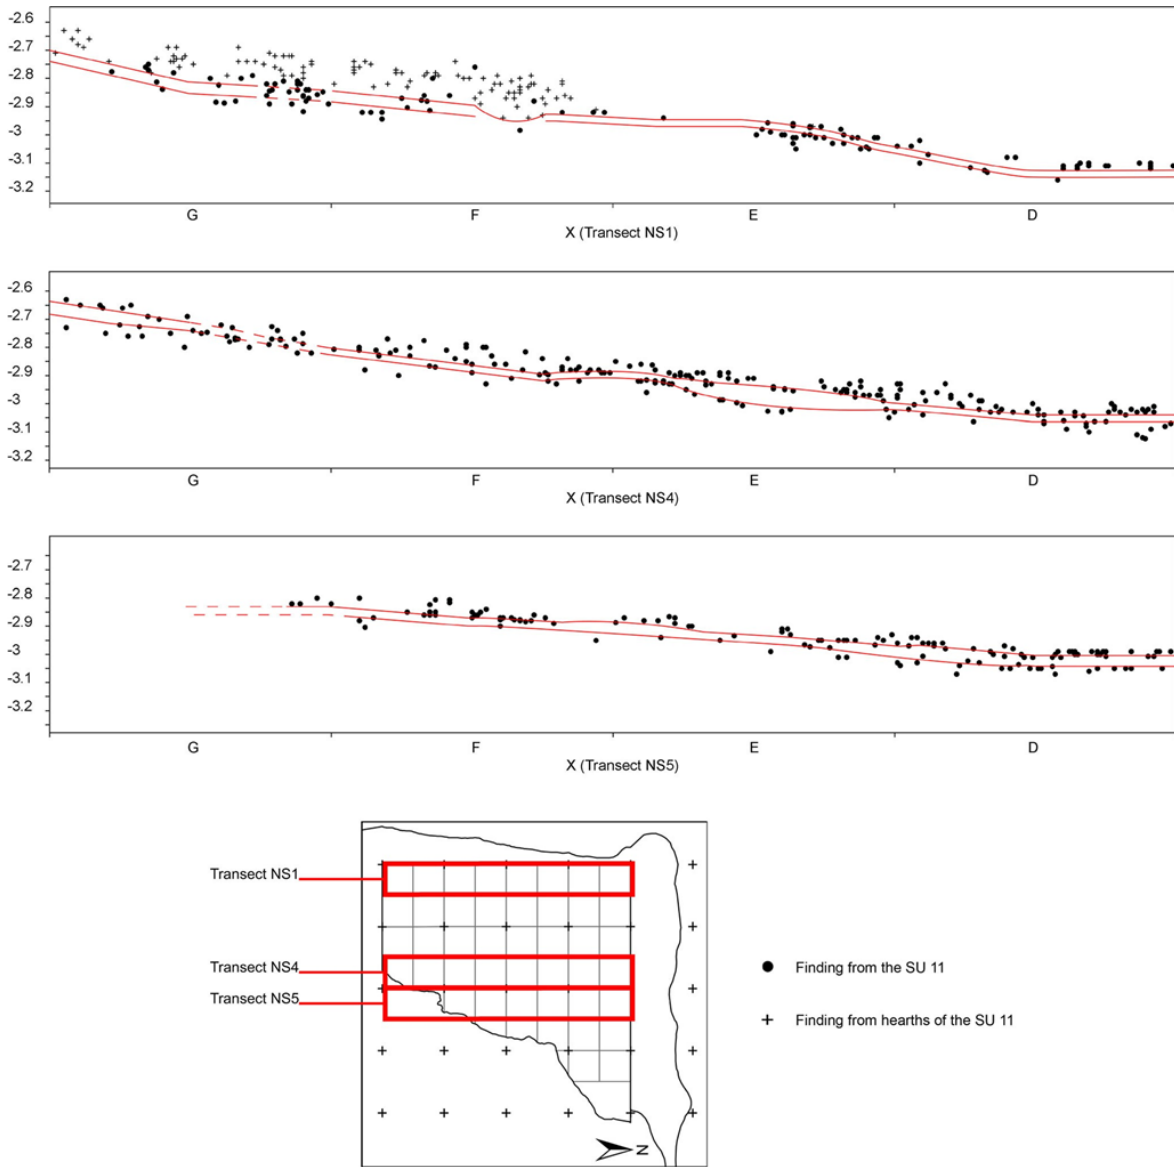 -2.6
-2.7
-2.8
-2.9
-3
-3.1
-3.2
G F E D
X (Transect NS1)
-2.6
-2.7
-2.8
-2.9
-3
-3.1
-3.2
G F E D
X (Transect NS4)
-2.7
-2.8
-2.9
-3
-3.1
-3.2
G F E D
X (Transect NS5)
Transect NS1
Transect NS4
Transect NS5
Finding from the SU 11
Finding from hearths of the SU 11
N